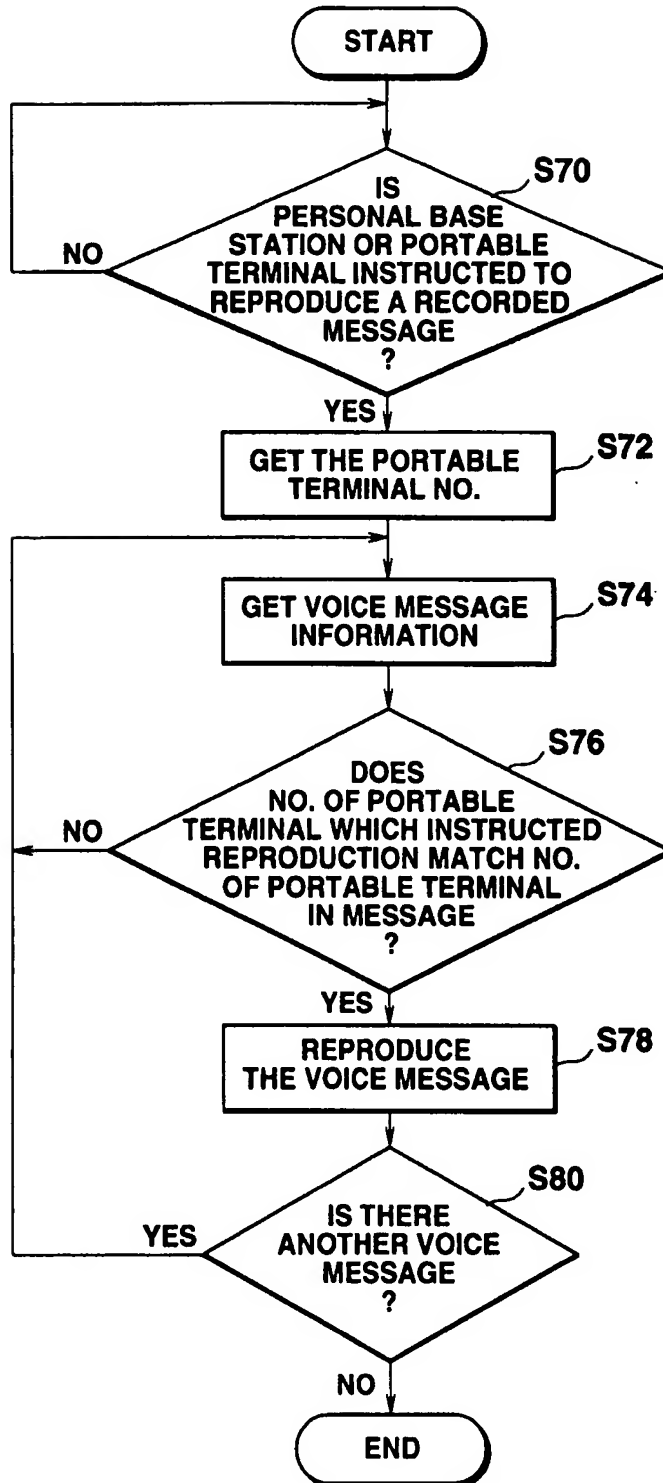 START
S70
IS
PERSONAL BASE
STATION OR PORTABLE
TERMINAL INSTRUCTED TO
REPRODUCE A RECORDED
MESSAGE
?
NO
YES
S72
GET THE PORTABLE
TERMINAL NO.
S74
GET VOICE MESSAGE
INFORMATION
S76
DOES
NO. OF PORTABLE
TERMINAL WHICH INSTRUCTED
REPRODUCTION MATCH NO.
OF PORTABLE TERMINAL
IN MESSAGE
?
NO
YES
S78
REPRODUCE
THE VOICE MESSAGE
S80
IS THERE
ANOTHER VOICE
MESSAGE
?
YES
NO
END